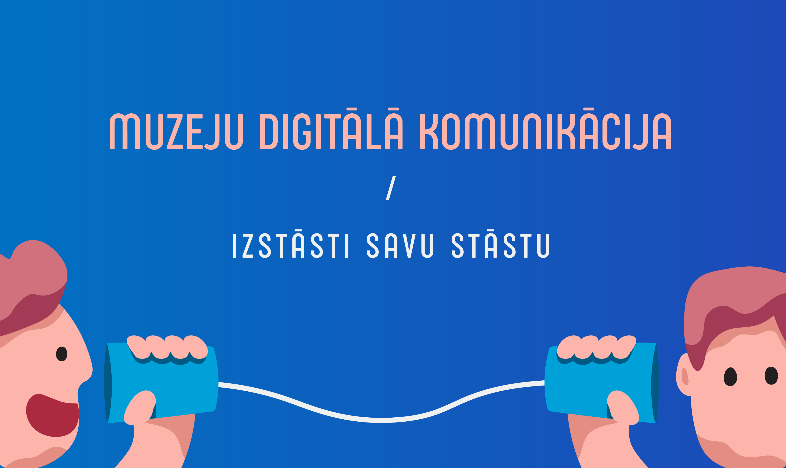 MUZEJU DIGITĀLĀ KOMUNIKĀCIJA
/
IZSTĀSTI SAVU STĀSTU